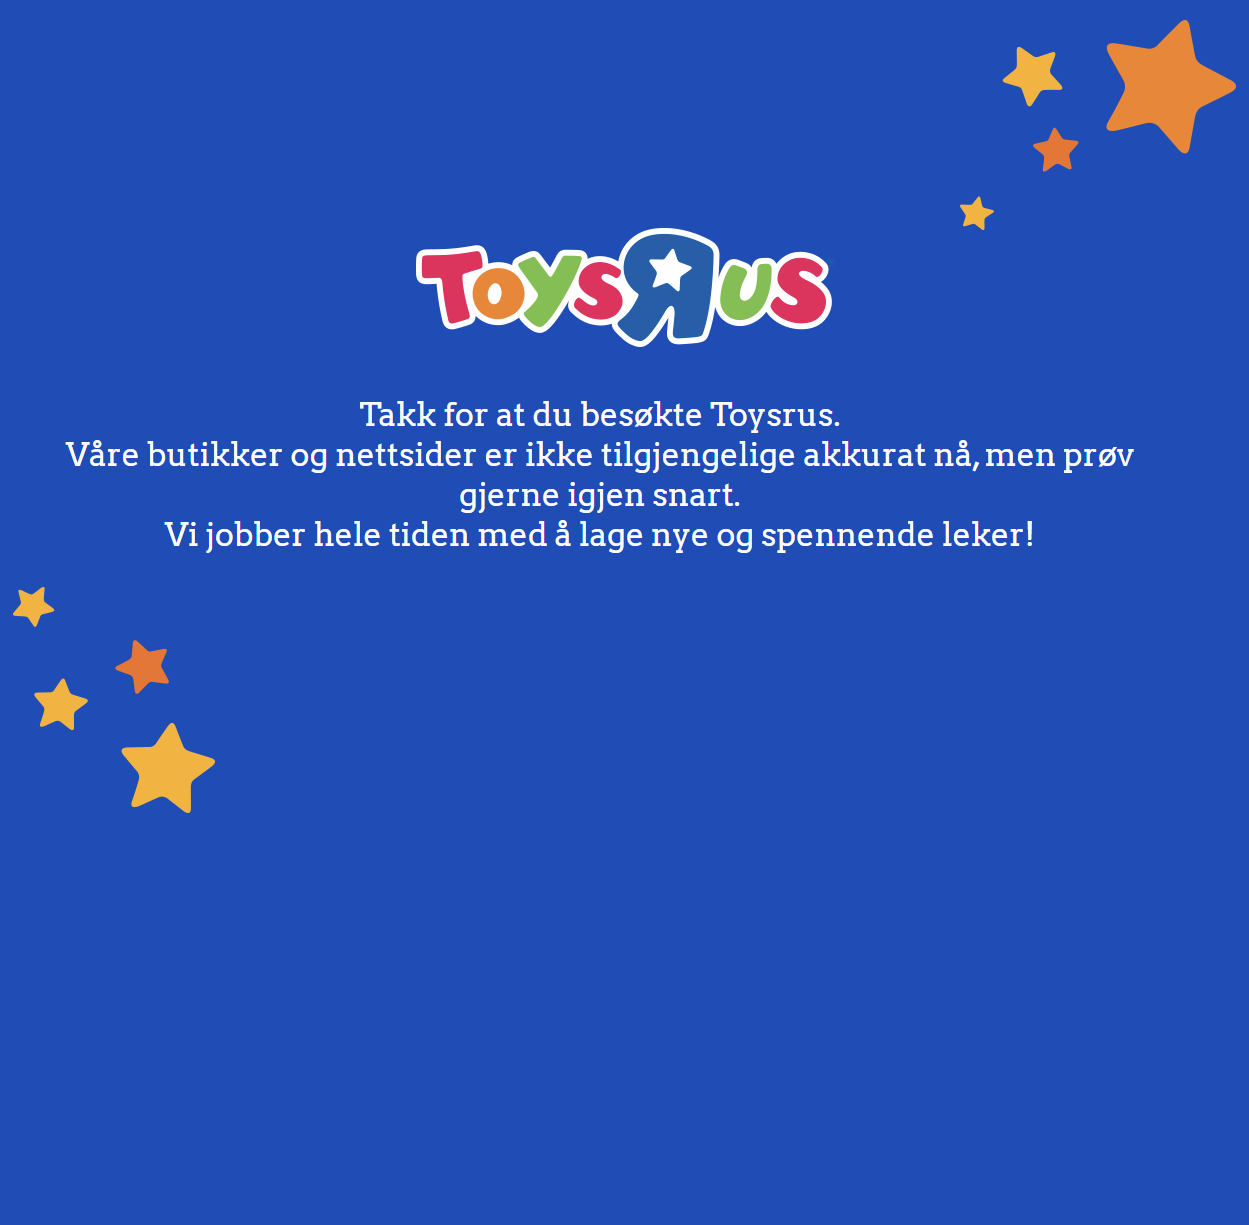 ToysЯus
Takk for at du besøkte Toysrus.
Våre butikker og nettsider er ikke tilgjengelige akkurat nå, men prøv
gjerne igjen snart.
Vi jobber hele tiden med å lage nye og spennende leker!